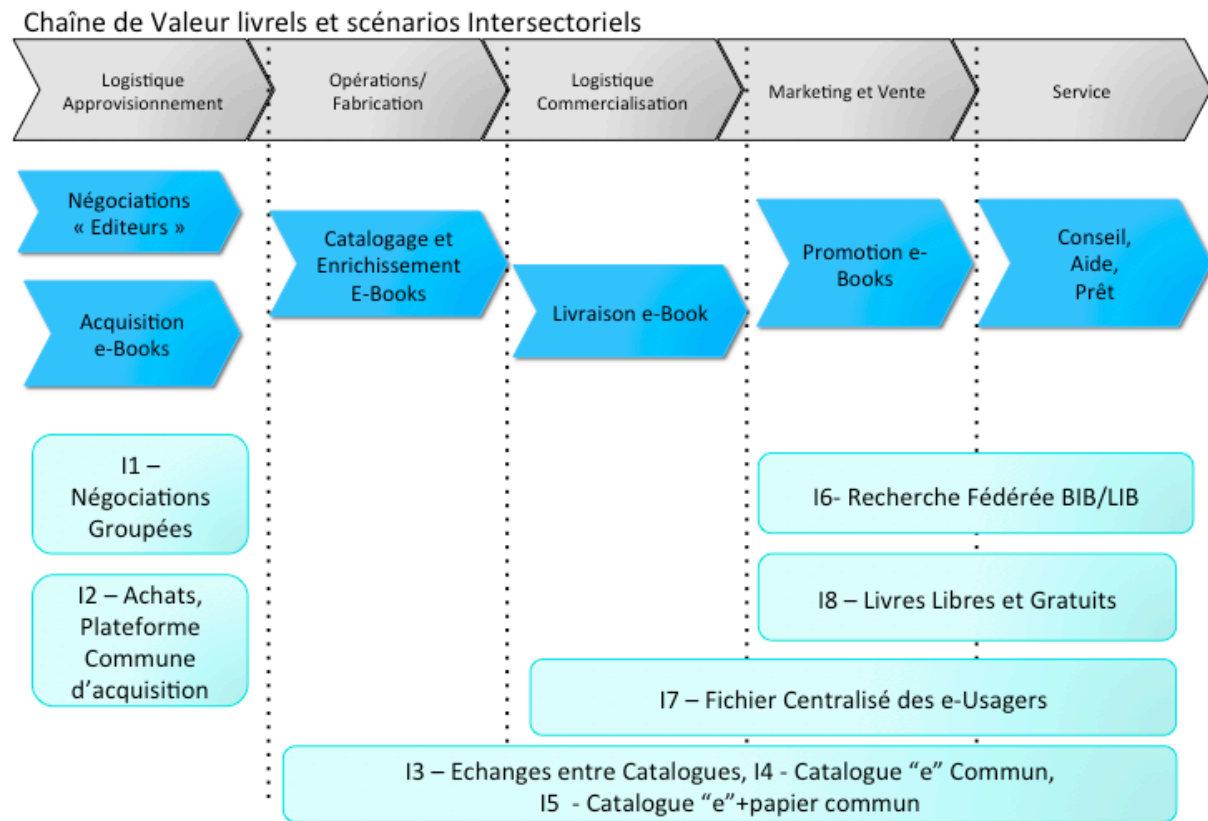 Chaîne de Valeur livrels et scénarios Intersectoriels
Logistique
Approvisionnement
Opérations/
Fabrication
Logistique
Commercialisation
Marketing et Vente
Service
Négociations
« Editeurs »
Acquisition
e-Books
Catalogage et
Enrichissement
E-Books
Livraison e-Book
Promotion e-
Books
Conseil,
Aide,
Prêt
I1 –
Négociations
Groupées
I2 – Achats,
Plateforme
Commune
d'acquisition
I6- Recherche Fédérée BIB/LIB
I8 – Livres Libres et Gratuits
I7 – Fichier Centralisé des e-Usagers
I3 – Echanges entre Catalogues, I4 - Catalogue “e” Commun,
I5  - Catalogue “e”+papier commun